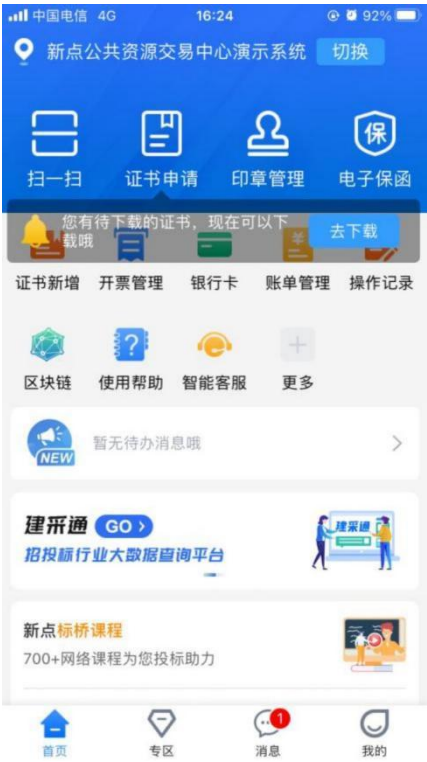 中国电信 4G 16:24 92%
新点公共资源交易中心演示系统 切换
扫一扫 证书申请 印章管理 保 电子保函
您有待下载的证书，现在可以下
载哦
去下载
证书新增 开票管理 银行卡 账单管理 操作记录
区块链 使用帮助 智能客服 更多
NEW 暂无待办消息哦
建采通 GO
招投标行业大数据查询平台
建采通
新点标桥课程
700+网络课程为您投标助力
1
首页 专区 消息 我的